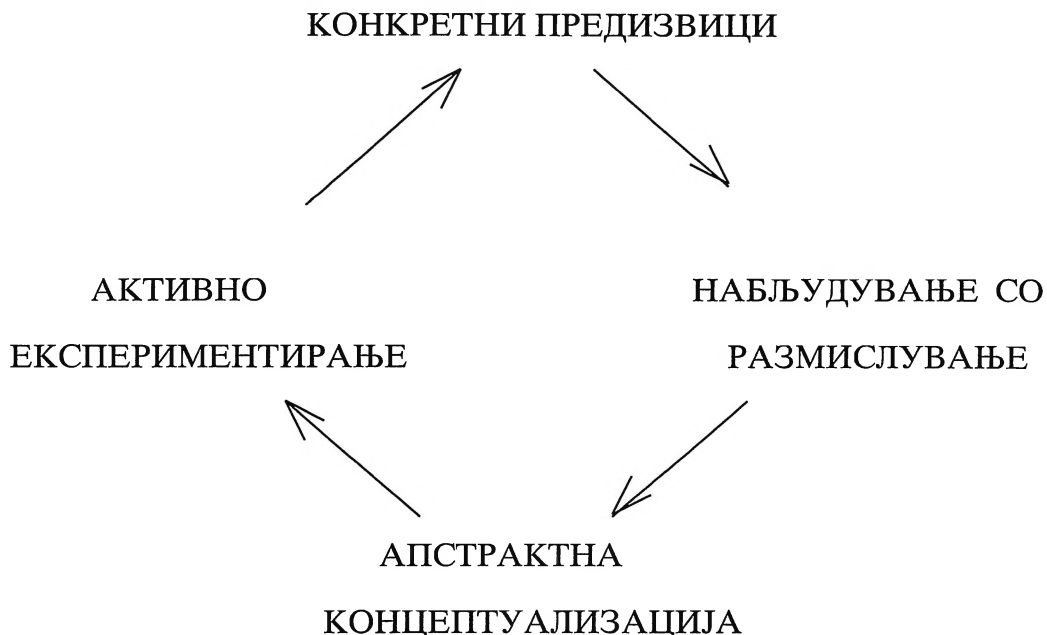 КОНКРЕТНИ ПРЕДИЗВИЦИ
АКТИВНО
ЕКСПЕРИМЕНТИРАЊЕ
НАБЉУДУВАЊЕ СО
РАЗМИСЛУВАЊЕ
АПСТРАКТНА
КОНЦЕПТУАЛИЗАЦИЈА